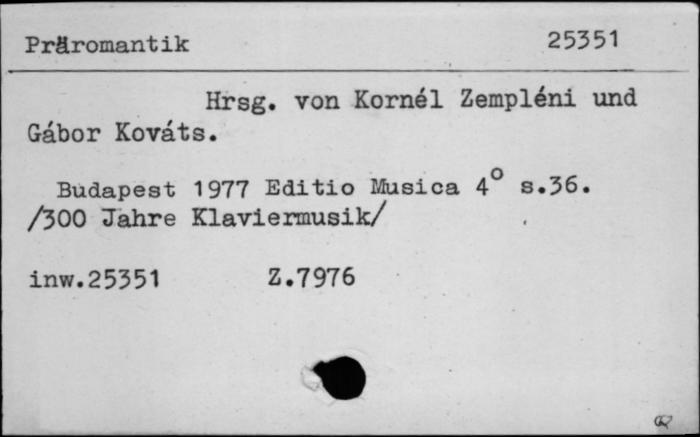 Präromantik 25351
Hrsg. von Kornél Zempléni und
Gábor Kováts.
Budapest 1977 Editio Musica 4° s.36.
/300 Jahre Klaviermusik/
inw.25351 Z.7976